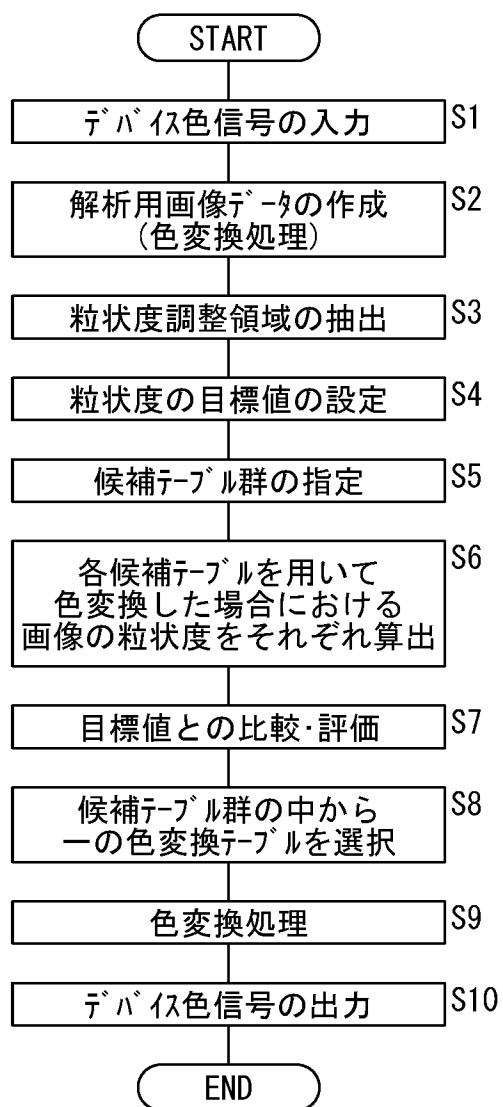 START
デバイス色信号の入力 S1
解析用画像データの作成 S2
(色変換処理)
粒状度調整領域の抽出 S3
粒状度の目標値の設定 S4
候補テーブル群の指定 S5
各候補テーブルを用いて S6
色変換した場合における
画像の粒状度をそれぞれ算出
目標値との比較・評価 S7
候補テーブル群の中から S8
一の色変換テーブルを選択
色変換処理 S9
デバイス色信号の出力 S10
END